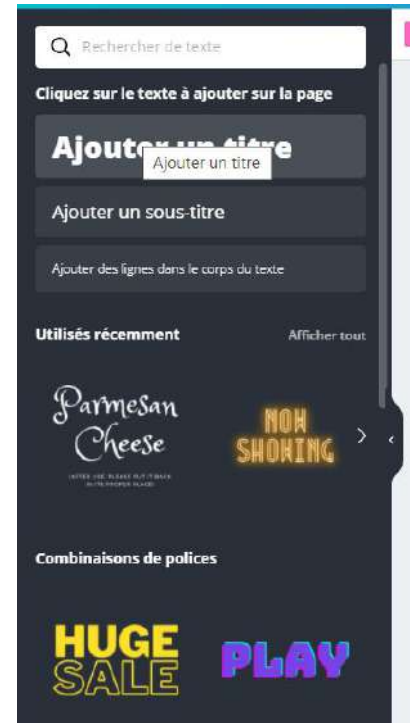 Rechercher de texte
Cliquez sur le texte à ajouter sur la page
Ajouter un titre
Ajouter un titre
Ajouter un sous-titre
Ajouter des lignes dans le corps du texte
Utilisés récemment Afficher tout
Parmesan
Cheese
NOW
SHOWING
Combinaisons de polices
HUGE
SALE
PLAY